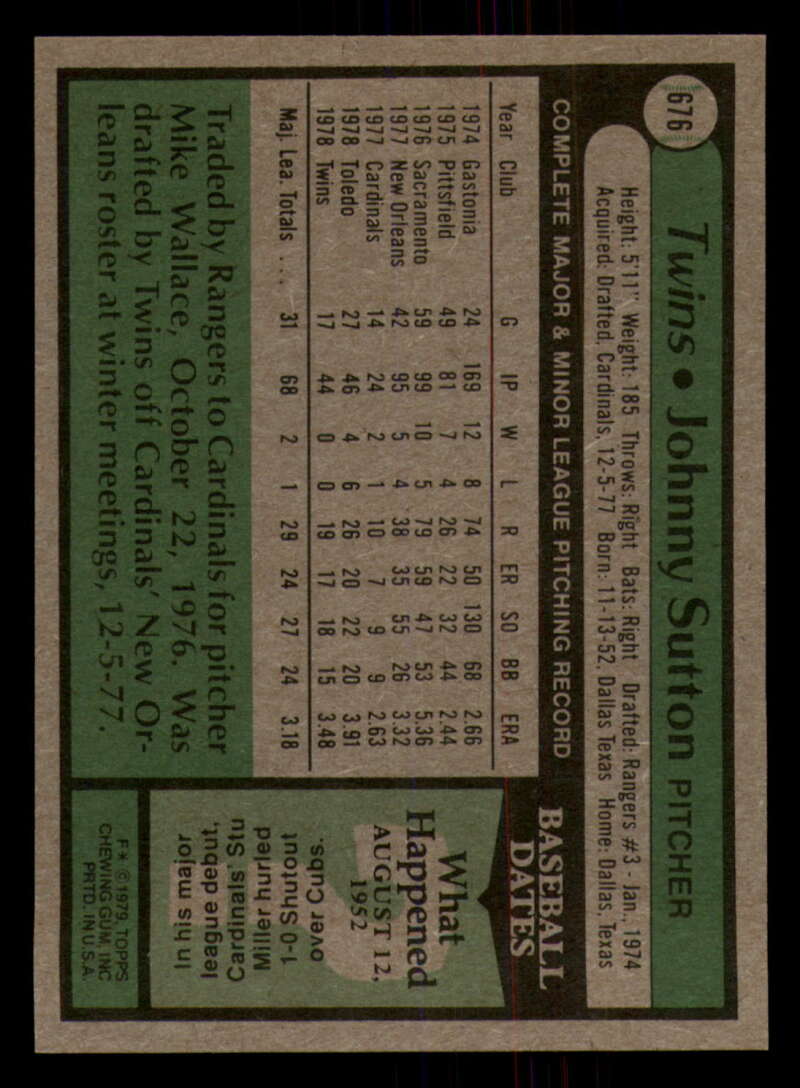 676
Twins • Johnny Sutton PITCHER
Height: 5'11" Weight: 185 Throws: Right Bats: Right Drafted: Rangers #3 - Jan., 1974
Acquired: Drafted, Cardinals, 12-5-77 Born: 11-13-52, Dallas Texas Home: Dallas, Texas
COMPLETE MAJOR & MINOR LEAGUE PITCHING RECORD
Year Club G IP W L R ER SO BB ERA
1974 Gastonia 24 169 12 8 74 50 130 68 2.66
1975 Pittsfield 49 81 7 4 26 22 32 44 2.44
1976 Sacramento 59 99 10 5 79 59 47 53 5.36
1977 New Orleans 42 95 5 4 38 35 55 26 3.32
1977 Cardinals 14 24 2 1 10 7 9 9 2.63
1978 Toledo 27 46 4 6 26 20 22 20 3.91
1978 Twins 17 44 0 0 19 17 18 15 3.48
Maj. Lea. Totals ... 31 68 2 1 29 24 27 24 3.18
Traded by Rangers to Cardinals for pitcher
Mike Wallace, October 22, 1976. Was
drafted by Twins off Cardinals' New Or-
leans roster at winter meetings, 12-5-77.
BASEBALL
DATES
What
Happened
AUGUST 12,
1952
In his major
league debut,
Cardinals' Stu
Miller hurled
1-0 Shutout
over Cubs.
F* © 1979, TOPPS
CHEWING GUM, INC
PRTD. IN U.S.A.